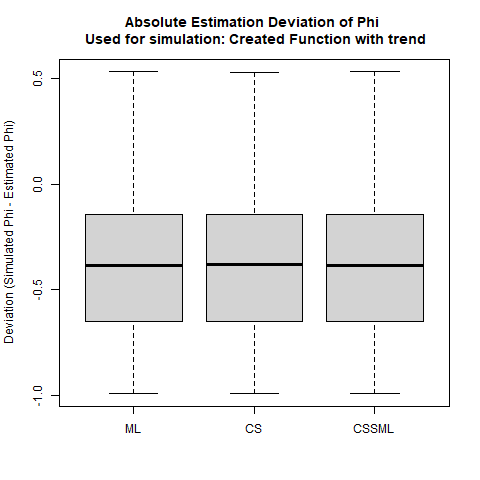 Absolute Estimation Deviation of Phi
Used for simulation: Created Function with trend
Deviation (Simulated Phi - Estimated Phi)
0.5
0.0
-0.5
-1.0
ML
CS
CSSML